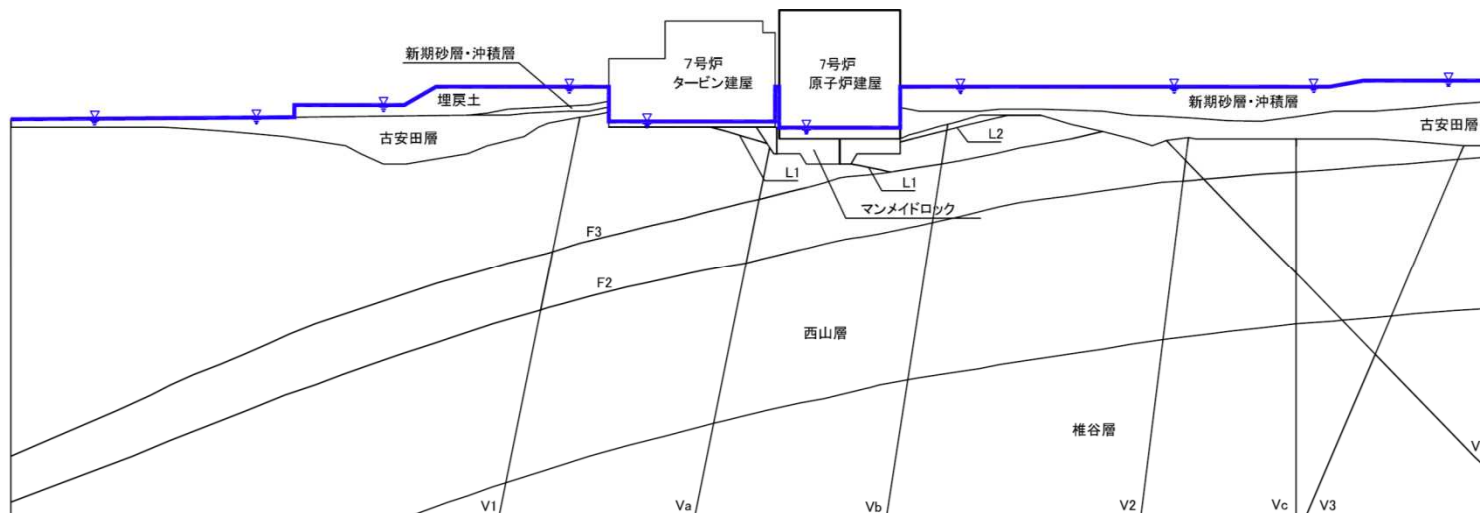 新期砂層・沖積層
7号炉
タービン建屋
7号炉
原子炉建屋
埋戻土
新期砂層・沖積層
古安田層
古安田層
L2
L1
L1
マンメイドロック
F3
F2
西山層
椎谷層
V
V1
Va
Vb
V2
Vc
V3